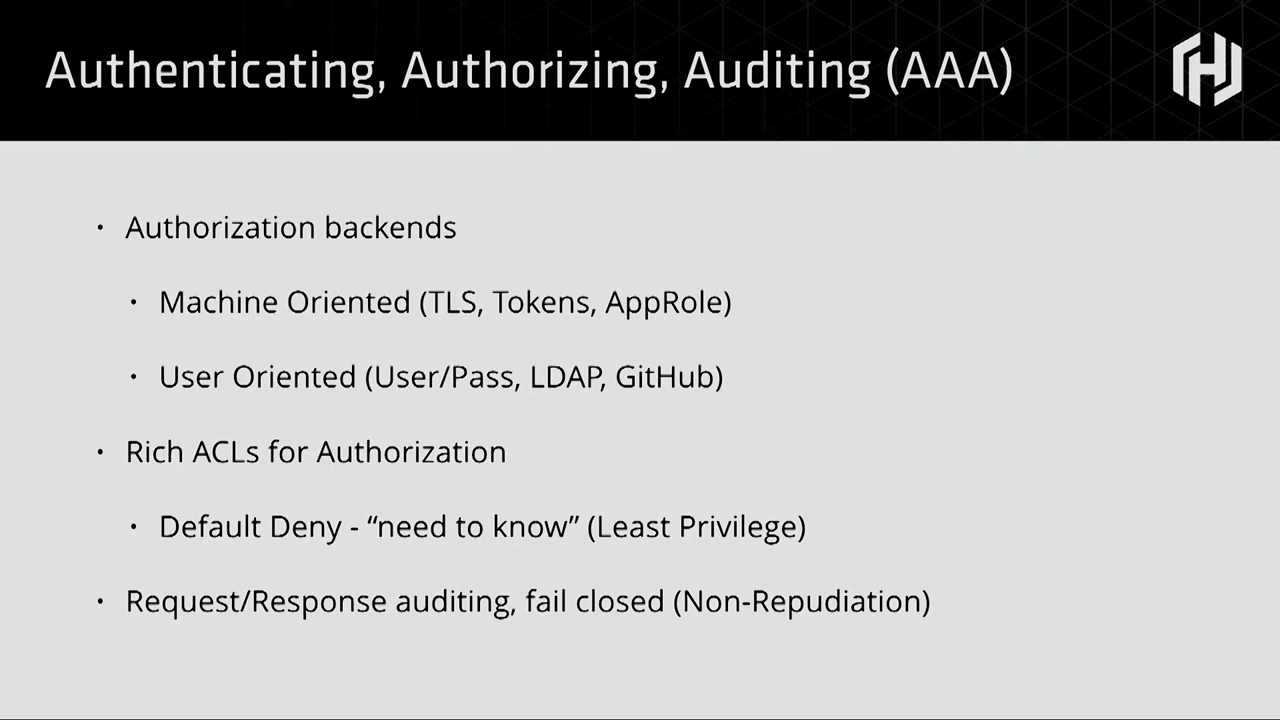 Authenticating, Authorizing, Auditing (AAA)
• Authorization backends
• Machine Oriented (TLS, Tokens, AppRole)
• User Oriented (User/Pass, LDAP, GitHub)
• Rich ACLs for Authorization
• Default Deny - “need to know” (Least Privilege)
• Request/Response auditing, fail closed (Non-Repudiation)